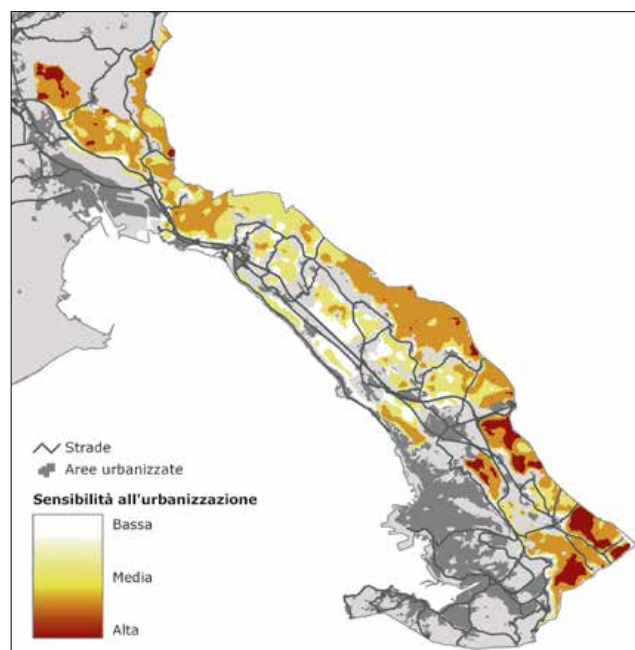 Strade
Aree urbanizzate
Sensibilità all'urbanizzazione
Bassa
Media
Alta